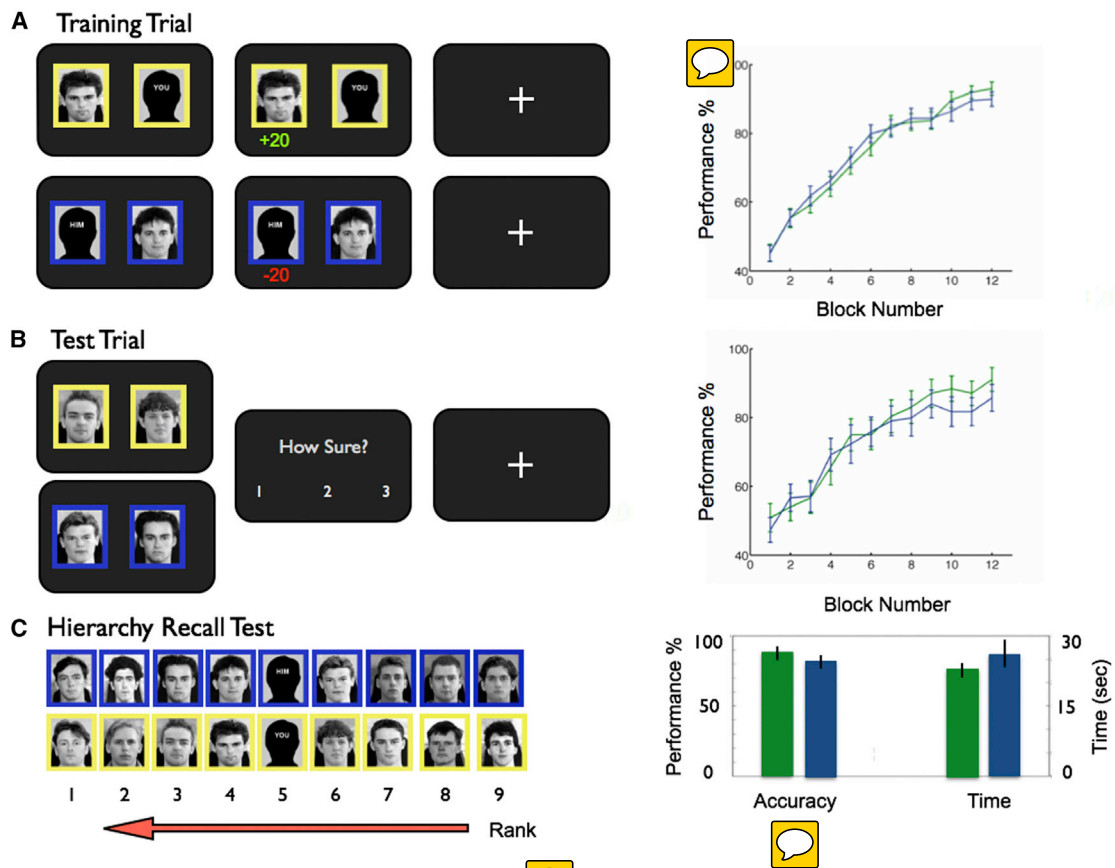 A Training Trial
YOU
YOU
+20
HIM
HIM
-20
00
80
60
40
Performance %
0 2 4 6 8 10 12
Block Number
B Test Trial
How Sure?
1 2 3
100
80
60
40
Performance %
0 2 4 6 8 10 12
Block Number
C Hierarchy Recall Test
HIM
YOU
1 2 3 4 5 6 7 8 9
Rank
100
50
0
Performance %
30
15
0
Time (sec)
Accuracy Time